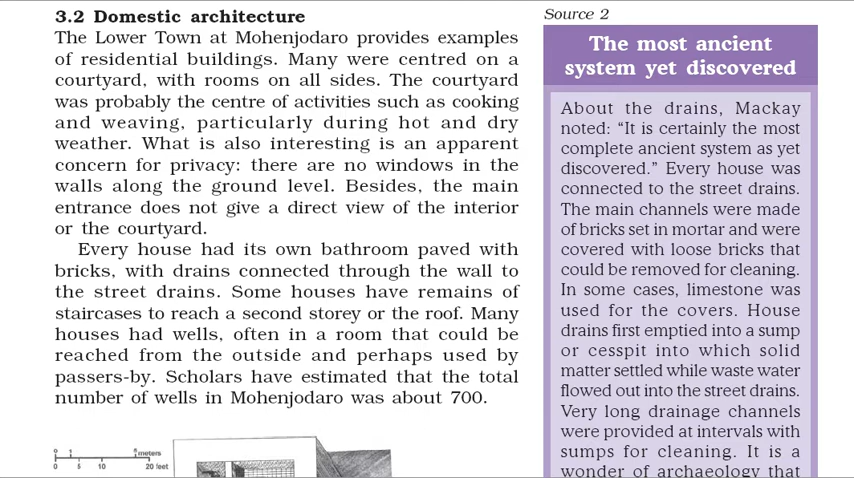 3.2 Domestic architecture
The Lower Town at Mohenjodaro provides examples
of residential buildings. Many were centred on a
courtyard, with rooms on all sides. The courtyard
was probably the centre of activities such as cooking
and weaving, particularly during hot and dry
weather. What is also interesting is an apparent
concern for privacy: there are no windows in the
walls along the ground level. Besides, the main
entrance does not give a direct view of the interior
or the courtyard.
Every house had its own bathroom paved with
bricks, with drains connected through the wall to
the street drains. Some houses have remains of
staircases to reach a second storey or the roof. Many
houses had wells, often in a room that could be
reached from the outside and perhaps used by
passers-by. Scholars have estimated that the total
number of wells in Mohenjodaro was about 700.
0 1 8 meters
0 5 10 20 feet
Source 2
The most ancient
system yet discovered
About the drains, Mackay
noted: “It is certainly the most
complete ancient system as yet
discovered.” Every house was
connected to the street drains.
The main channels were made
of bricks set in mortar and were
covered with loose bricks that
could be removed for cleaning.
In some cases, limestone was
used for the covers. House
drains first emptied into a sump
or cesspit into which solid
matter settled while waste water
flowed out into the street drains.
Very long drainage channels
were provided at intervals with
sumps for cleaning. It is a
wonder of archaeology that